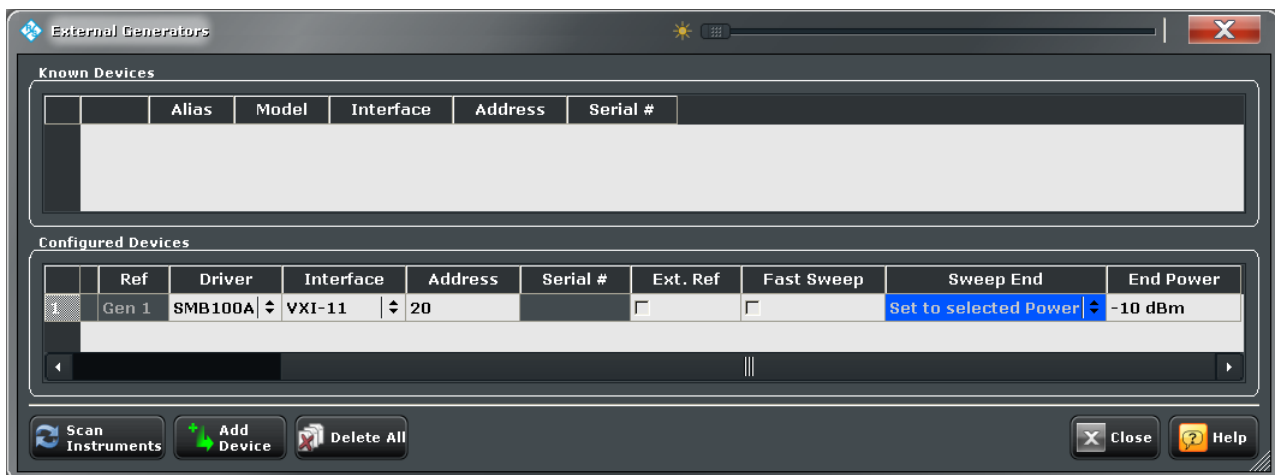 External Generators
Known Devices
Alias Model Interface Address Serial #
Configured Devices
Ref Driver Interface Address Serial # Ext. Ref Fast Sweep Sweep End End Power
1 Gen 1 SMB100A VXI-11 20 Set to selected Power -10 dBm
Scan Instruments
Add Device
Delete All
Close
Help